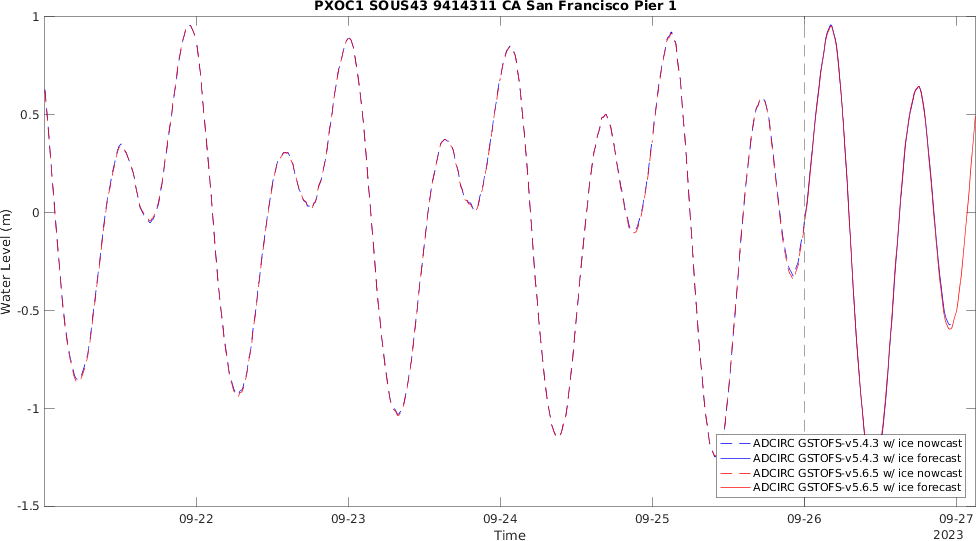 PXOC1 SOUS43 9414311 CA San Francisco Pier 1
1
0.5
0
-0.5
-1
-1.5
Water Level (m)
09-22
09-23
09-24
09-25
09-26
09-27
Time
2023
ADCIRC GSTOFS-v5.4.3 w/ ice nowcast
ADCIRC GSTOFS-v5.4.3 w/ ice forecast
ADCIRC GSTOFS-v5.6.5 w/ ice nowcast
ADCIRC GSTOFS-v5.6.5 w/ ice forecast